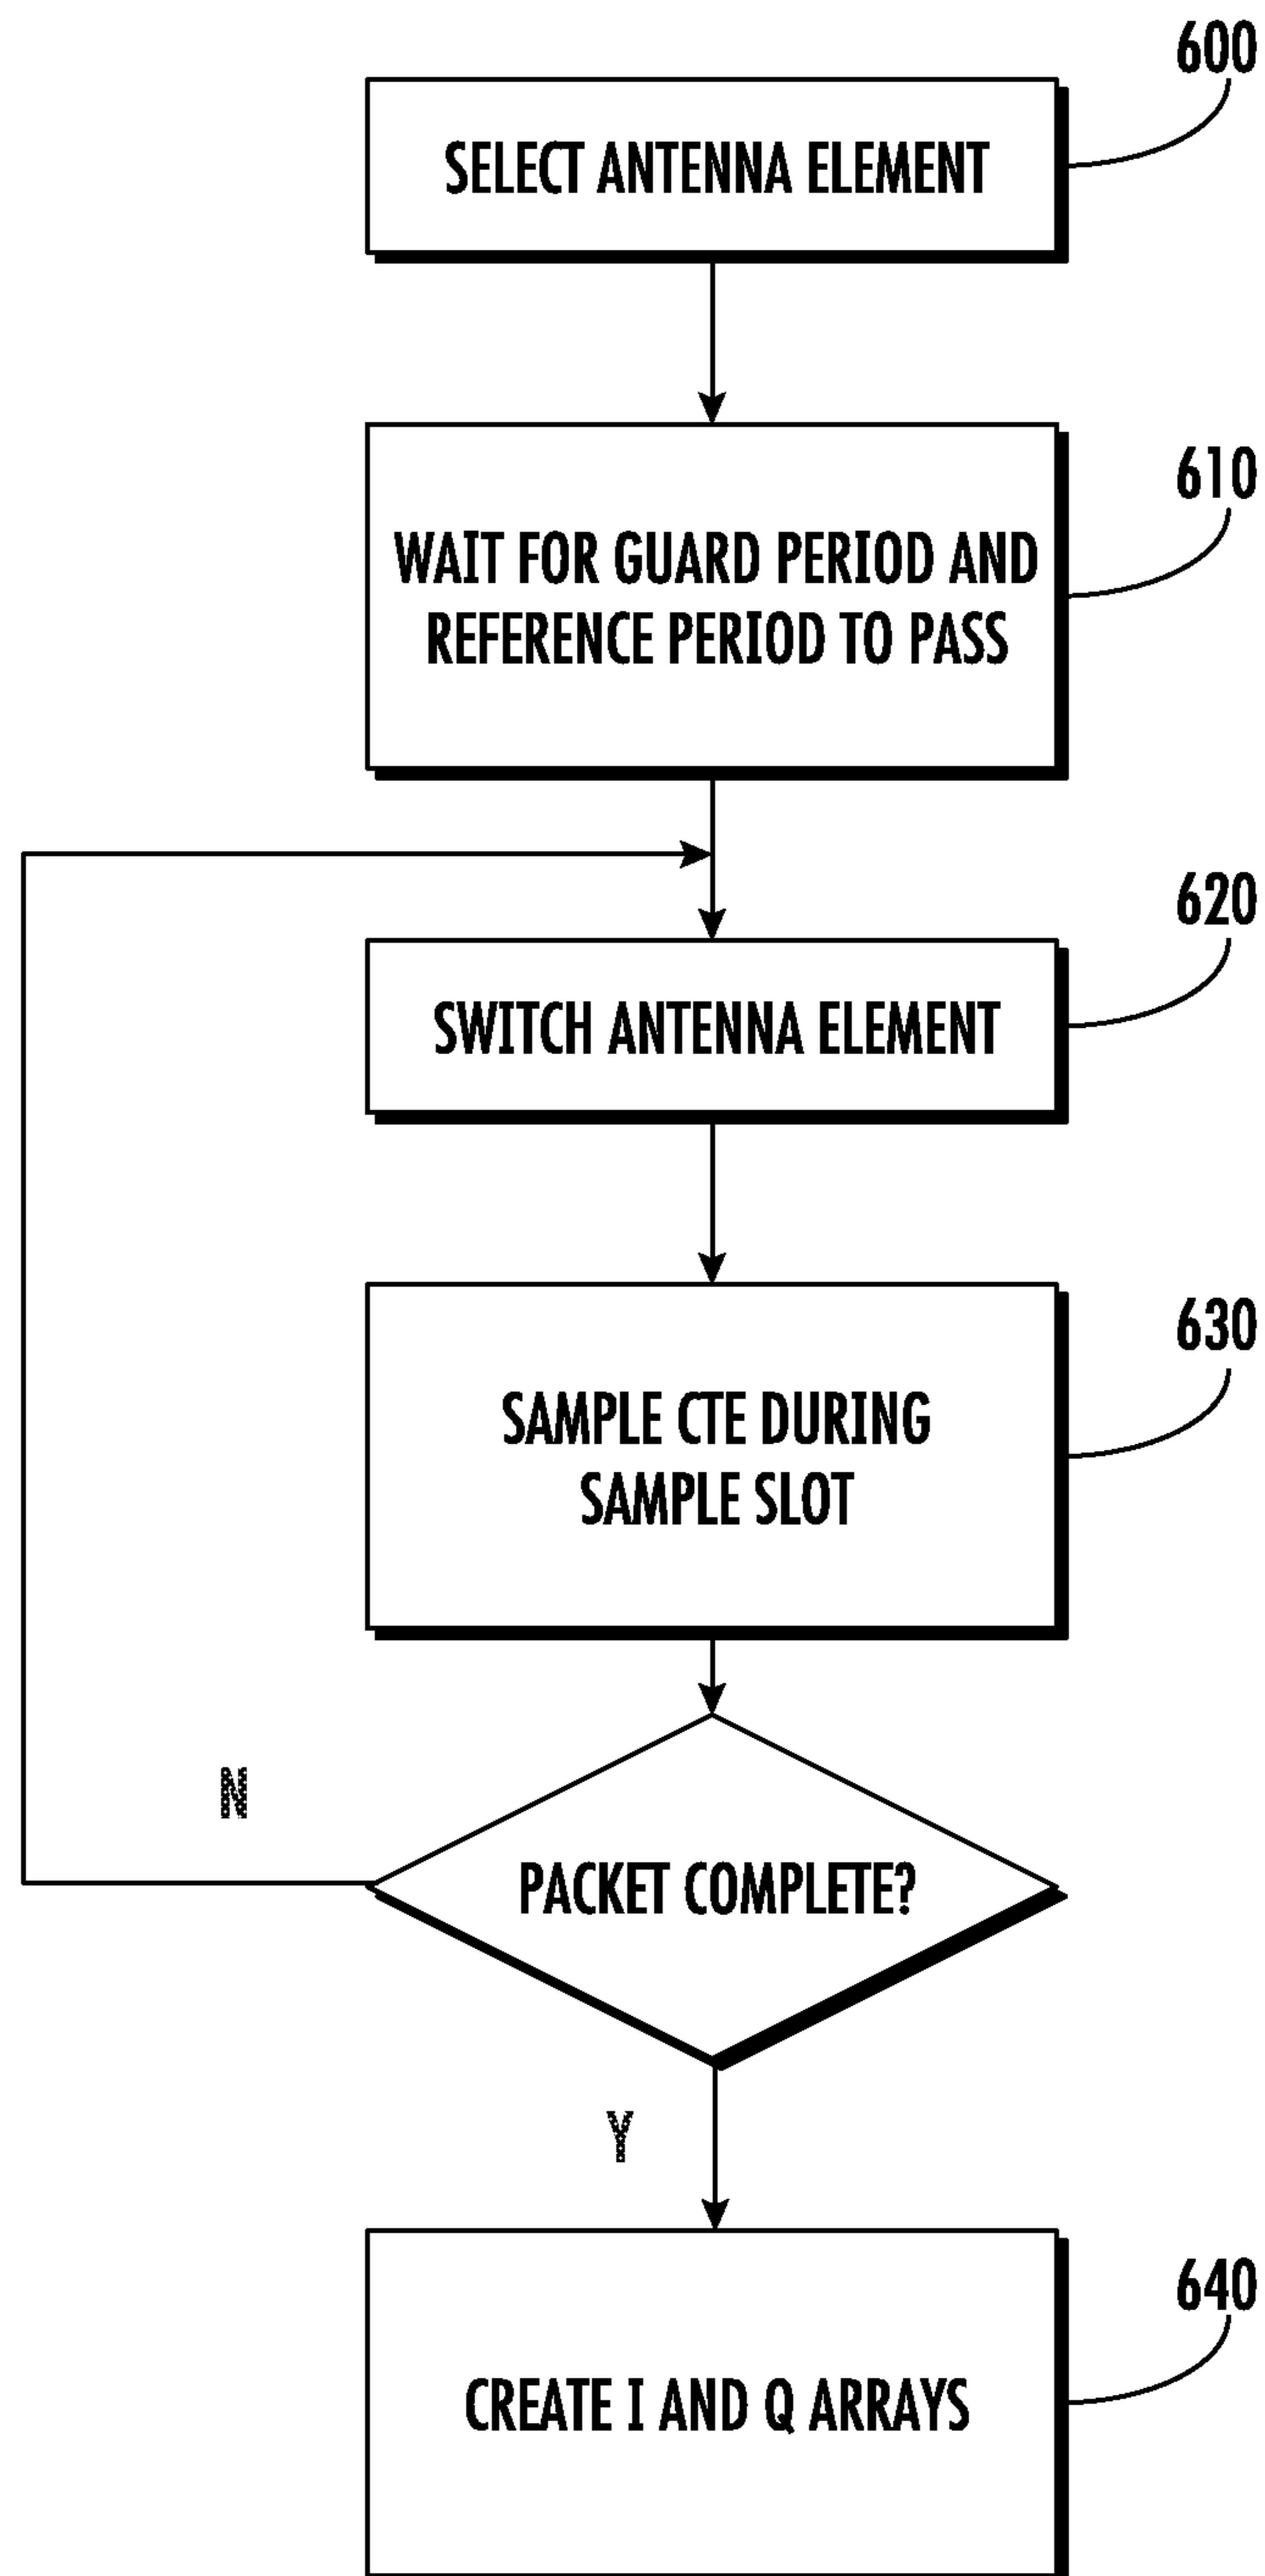 600
SELECT ANTENNA ELEMENT
610
WAIT FOR GUARD PERIOD AND
REFERENCE PERIOD TO PASS
620
SWITCH ANTENNA ELEMENT
630
SAMPLE CTE DURING
SAMPLE SLOT
N
PACKET COMPLETE?
Y
640
CREATE I AND Q ARRAYS